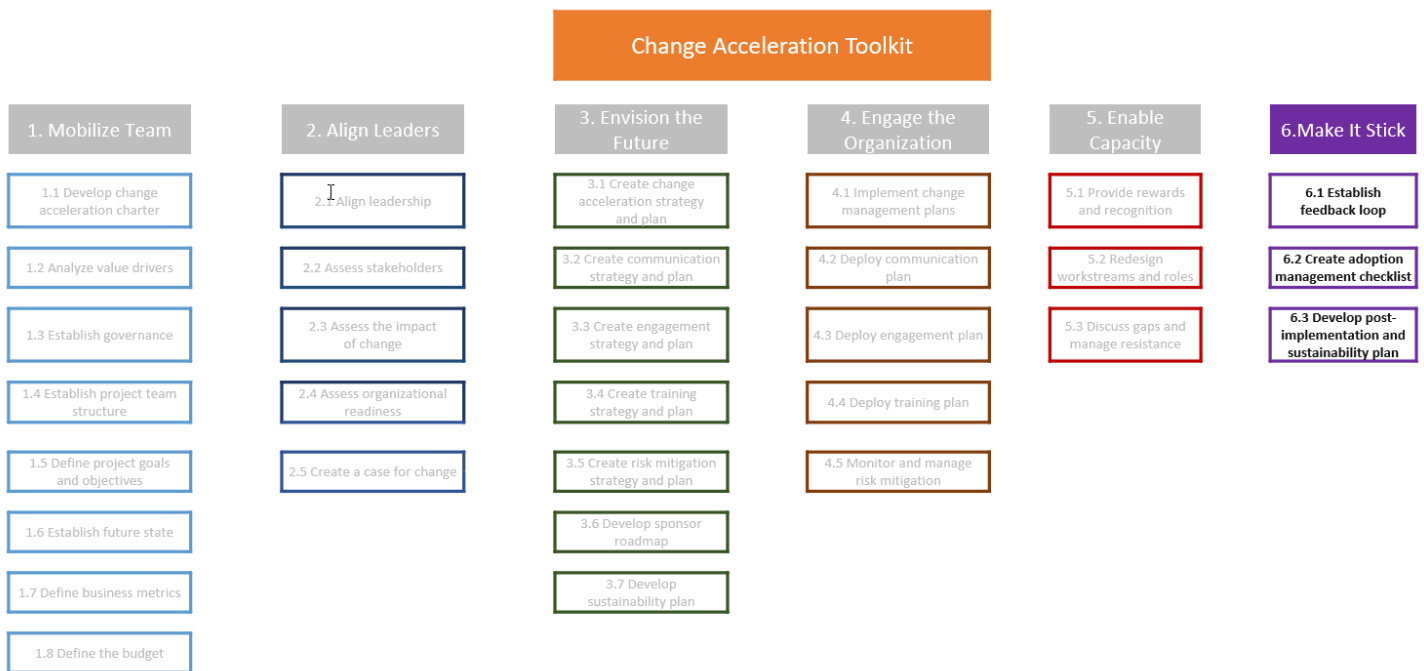 Change Acceleration Toolkit
1. Mobilize Team
1.1 Develop change
acceleration charter
1.2 Analyze value drivers
1.3 Establish governance
1.4 Establish project team
structure
1.5 Define project goals
and objectives
1.6 Establish future state
1.7 Define business metrics
1.8 Define the budget
2. Align Leaders
2.1 Align leadership
2.2 Assess stakeholders
2.3 Assess the impact
of change
2.4 Assess organizational
readiness
2.5 Create a case for change
3. Envision the
Future
3.1 Create change
acceleration strategy
and plan
3.2 Create communication
strategy and plan
3.3 Create engagement
strategy and plan
3.4 Create training
strategy and plan
3.5 Create risk mitigation
strategy and plan
3.6 Develop sponsor
roadmap
3.7 Develop
sustainability plan
4. Engage the
Organization
4.1 Implement change
management plans
4.2 Deploy communication
plan
4.3 Deploy engagement plan
4.4 Deploy training plan
4.5 Monitor and manage
risk mitigation
5. Enable
Capacity
5.1 Provide rewards
and recognition
5.2 Redesign
workstreams and roles
5.3 Discuss gaps and
manage resistance
6.Make It Stick
6.1 Establish
feedback loop
6.2 Create adoption
management checklist
6.3 Develop post-
implementation and
sustainability plan